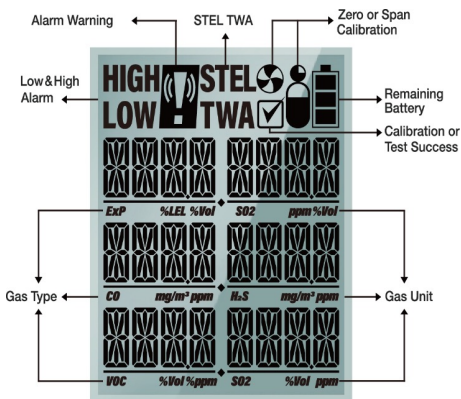 Alarm Warning
STEL TWA
Zero or Span
Calibration
Low & High
Alarm
HIGH STEL
LOW TWA
Remaining
Battery
Calibration or
Test Success
ExP %LEL %Vol SO2 ppm %Vol
Gas Type
CO mg/m³ ppm H₂S mg/m³ ppm
Gas Unit
VOC %Vol %ppm SO2 %Vol ppm